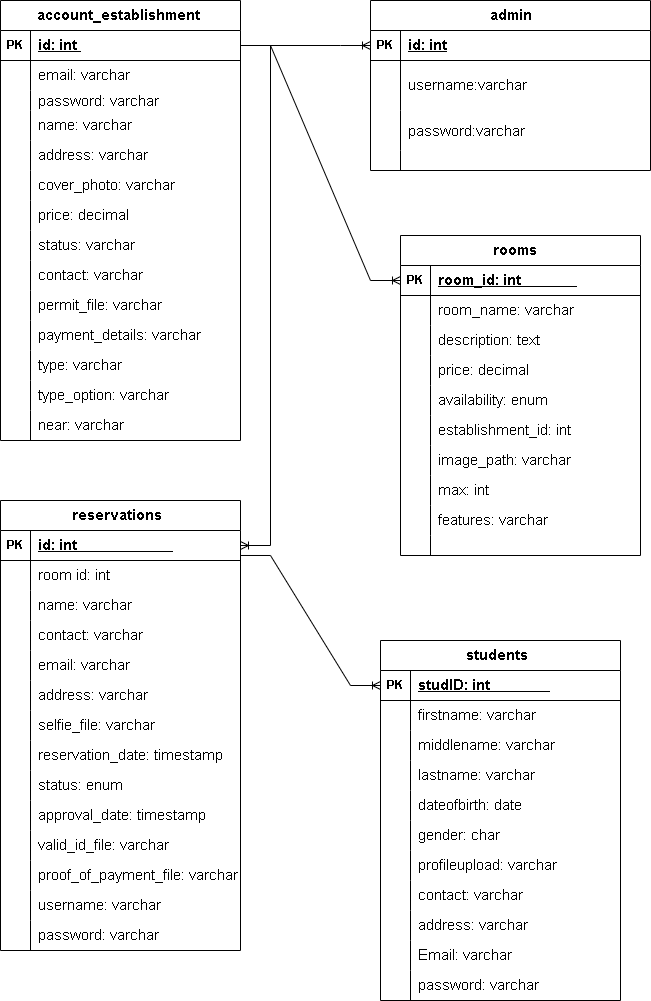 account_establishment
PK id: int
email: varchar
password: varchar
name: varchar
address: varchar
cover_photo: varchar
price: decimal
status: varchar
contact: varchar
permit_file: varchar
payment_details: varchar
type: varchar
type_option: varchar
near: varchar
admin
PK id: int
username:varchar
password:varchar
rooms
PK room_id: int
room_name: varchar
description: text
price: decimal
availability: enum
establishment_id: int
image_path: varchar
max: int
features: varchar
reservations
PK id: int
room id: int
name: varchar
contact: varchar
email: varchar
address: varchar
selfie_file: varchar
reservation_date: timestamp
status: enum
approval_date: timestamp
valid_id_file: varchar
proof_of_payment_file: varchar
username: varchar
password: varchar
students
PK studID: int
firstname: varchar
middlename: varchar
lastname: varchar
dateofbirth: date
gender: char
profileupload: varchar
contact: varchar
address: varchar
Email: varchar
password: varchar